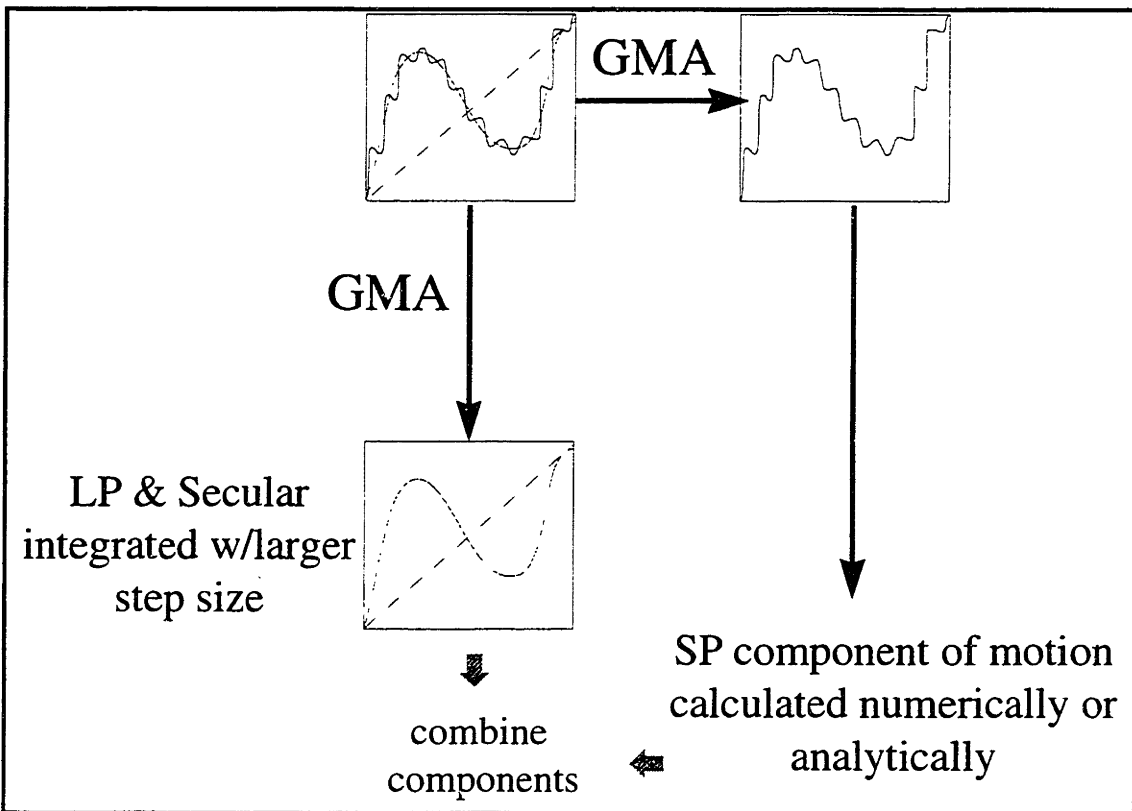 GMA
GMA
LP & Secular
integrated w/larger
step size
SP component of motion
calculated numerically or
analytically
combine
components